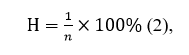 H = 1/n × 100% (2),